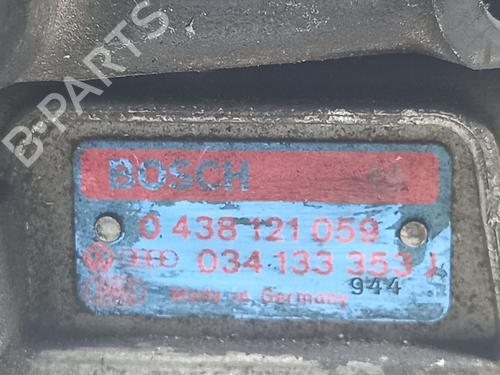 B-PARTS
BOSCH
0 438 121 059
034 133 353 J
944
Made in Germany